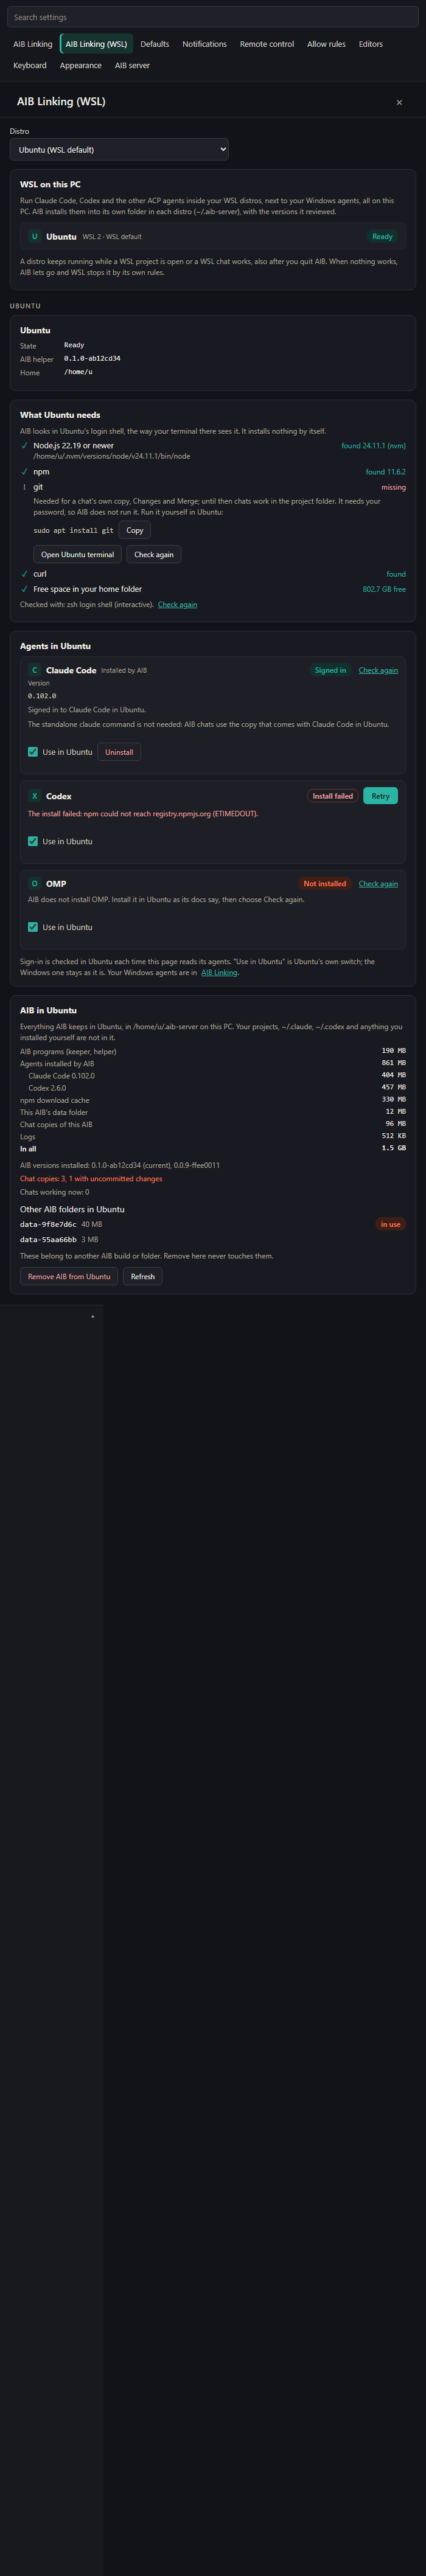 Search settings
AIB Linking
AIB Linking (WSL)
Defaults
Notifications
Remote control
Allow rules
Editors
Keyboard
Appearance
AIB server
AIB Linking (WSL)
×
Distro
Ubuntu (WSL default)
WSL on this PC
Run Claude Code, Codex and the other ACP agents inside your WSL distros, next to your Windows agents, all on this
PC. AIB installs them into its own folder in each distro (~/.aib-server), with the versions it reviewed.
U Ubuntu WSL 2 · WSL default Ready
A distro keeps running while a WSL project is open or a WSL chat works, also after you quit AIB. When nothing works,
AIB lets go and WSL stops it by its own rules.
UBUNTU
Ubuntu
State Ready
AIB helper 0.1.0-ab12cd34
Home /home/u
What Ubuntu needs
AIB looks in Ubuntu's login shell, the way your terminal there sees it. It installs nothing by itself.
✓ Node.js 22.19 or newer found 24.11.1 (nvm)
/home/u/.nvm/versions/node/v24.11.1/bin/node
✓ npm found 11.6.2
! git missing
Needed for a chat's own copy, Changes and Merge; until then chats work in the project folder. It needs your
password, so AIB does not run it. Run it yourself in Ubuntu:
sudo apt install git Copy
Open Ubuntu terminal Check again
✓ curl found
✓ Free space in your home folder 802.7 GB free
Checked with: zsh login shell (interactive). Check again
Agents in Ubuntu
C Claude Code Installed by AIB Signed in Check again
Version
0.102.0
Signed in to Claude Code in Ubuntu.
The standalone claude command is not needed: AIB chats use the copy that comes with Claude Code in Ubuntu.
Use in Ubuntu Uninstall
X Codex Install failed Retry
The install failed: npm could not reach registry.npmjs.org (ETIMEDOUT).
Use in Ubuntu
O OMP Not installed Check again
AIB does not install OMP. Install it in Ubuntu as its docs say, then choose Check again.
Use in Ubuntu
Sign-in is checked in Ubuntu each time this page reads its agents. "Use in Ubuntu" is Ubuntu's own switch; the
Windows one stays as it is. Your Windows agents are in AIB Linking.
AIB in Ubuntu
Everything AIB keeps in Ubuntu, in /home/u/.aib-server on this PC. Your projects, ~/.claude, ~/.codex and anything you
installed yourself are not in it.
AIB programs (keeper, helper) 190 MB
Agents installed by AIB 861 MB
Claude Code 0.102.0 404 MB
Codex 2.6.0 457 MB
npm download cache 330 MB
This AIB's data folder 12 MB
Chat copies of this AIB 96 MB
Logs 512 KB
In all 1.5 GB
AIB versions installed: 0.1.0-ab12cd34 (current), 0.0.9-ffee0011
Chat copies: 3, 1 with uncommitted changes
Chats working now: 0
Other AIB folders in Ubuntu
data-9f8e7d6c 40 MB in use
data-55aa66bb 3 MB
These belong to another AIB build or folder. Remove here never touches them.
Remove AIB from Ubuntu Refresh